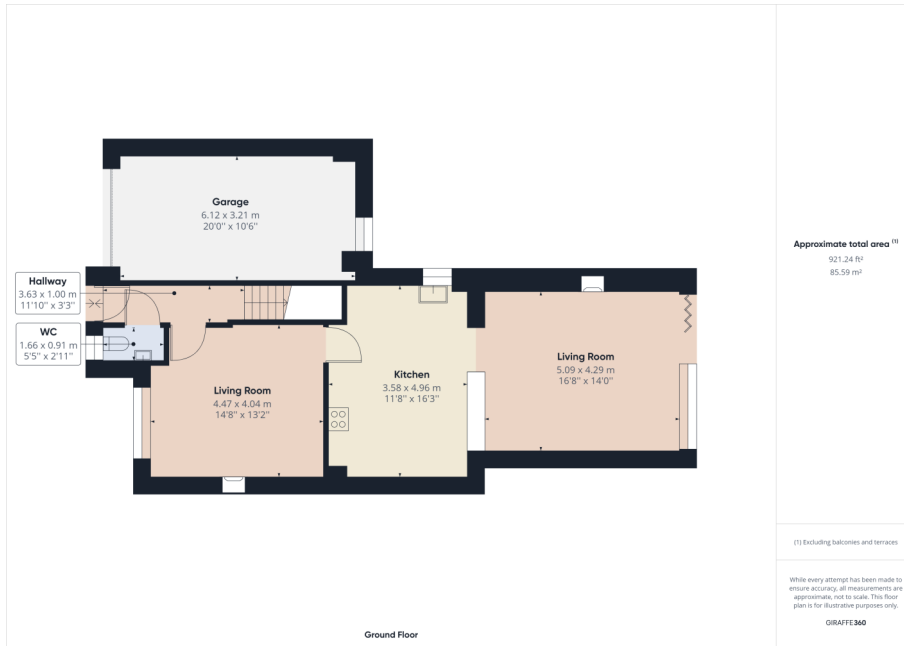 Garage
6.12 x 3.21 m
20'0'' x 10'6''
Hallway
3.63 x 1.00 m
11'10'' x 3'3''
WC
1.66 x 0.91 m
5'5'' x 2'11''
Living Room
4.47 x 4.04 m
14'8'' x 13'2''
Kitchen
3.58 x 4.96 m
11'8'' x 16'3''
Living Room
5.09 x 4.29 m
16'8'' x 14'0''
Ground Floor
Approximate total area (1)
921.24 ft²
85.59 m²
(1) Excluding balconies and terraces
While every attempt has been made to
ensure accuracy, all measurements are
approximate, not to scale. This floor
plan is for illustrative purposes only.
GIRAFFE360